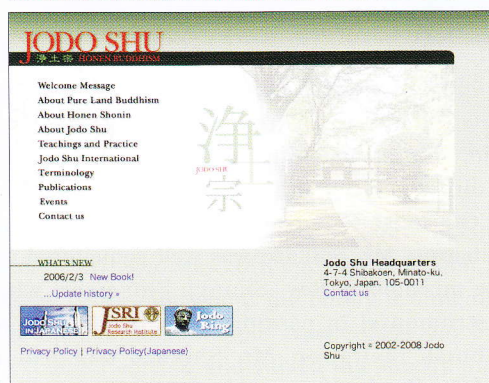 JODO SHU
浄土宗 HONEN BUDDHISM
Welcome Message
About Pure Land Buddhism
About Honen Shonin
About Jodo Shu
Teachings and Practice
Jodo Shu International
Terminology
Publications
Events
Contact us
浄
土
JODO SHU
宗
WHAT'S NEW
2006/2/3 New Book!
...Update history »
JODO SHU
IN JAPANESE
JSRI
Jodo Shu
Research Institute
Jodo
Ring
Privacy Policy | Privacy Policy(Japanese)
Jodo Shu Headquarters
4-7-4 Shibakoen, Minato-ku,
Tokyo, Japan. 105-0011
Contact us
Copyright © 2002-2008 Jodo
Shu